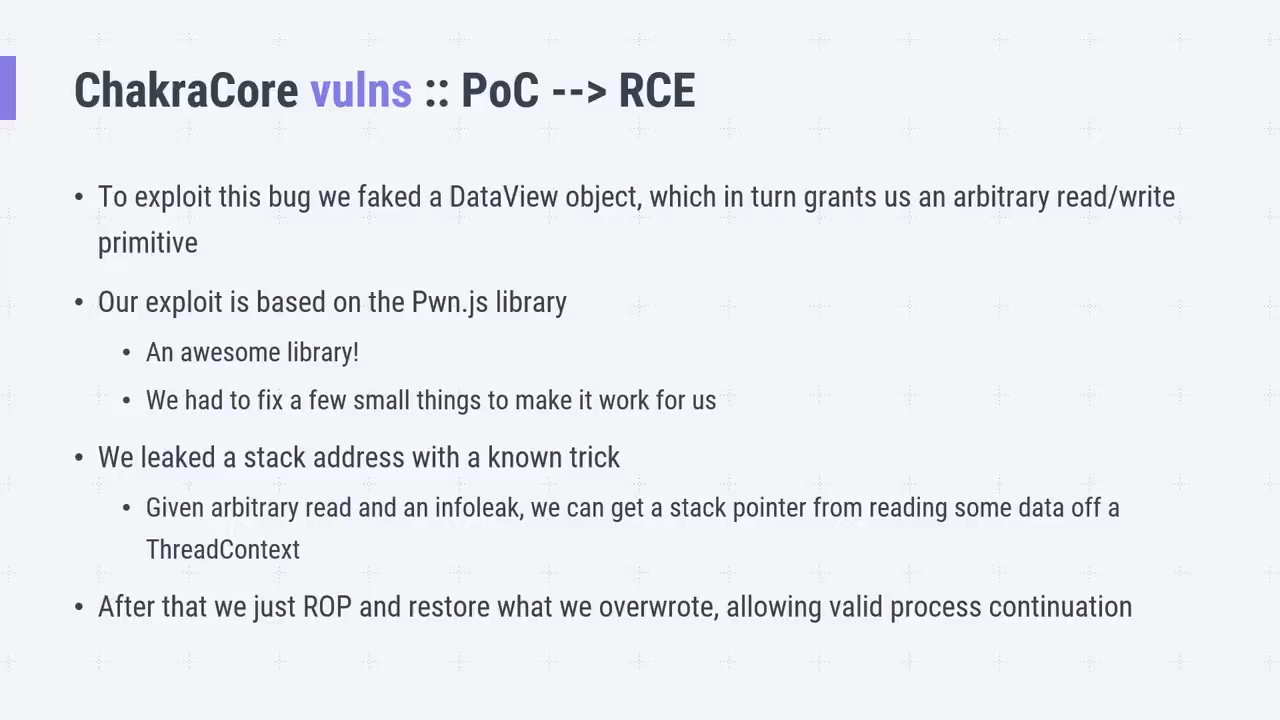 ChakraCore vulns :: PoC --> RCE
• To exploit this bug we faked a DataView object, which in turn grants us an arbitrary read/write
primitive
• Our exploit is based on the Pwn.js library
• An awesome library!
• We had to fix a few small things to make it work for us
• We leaked a stack address with a known trick
• Given arbitrary read and an infoleak, we can get a stack pointer from reading some data off a
ThreadContext
• After that we just ROP and restore what we overwrote, allowing valid process continuation